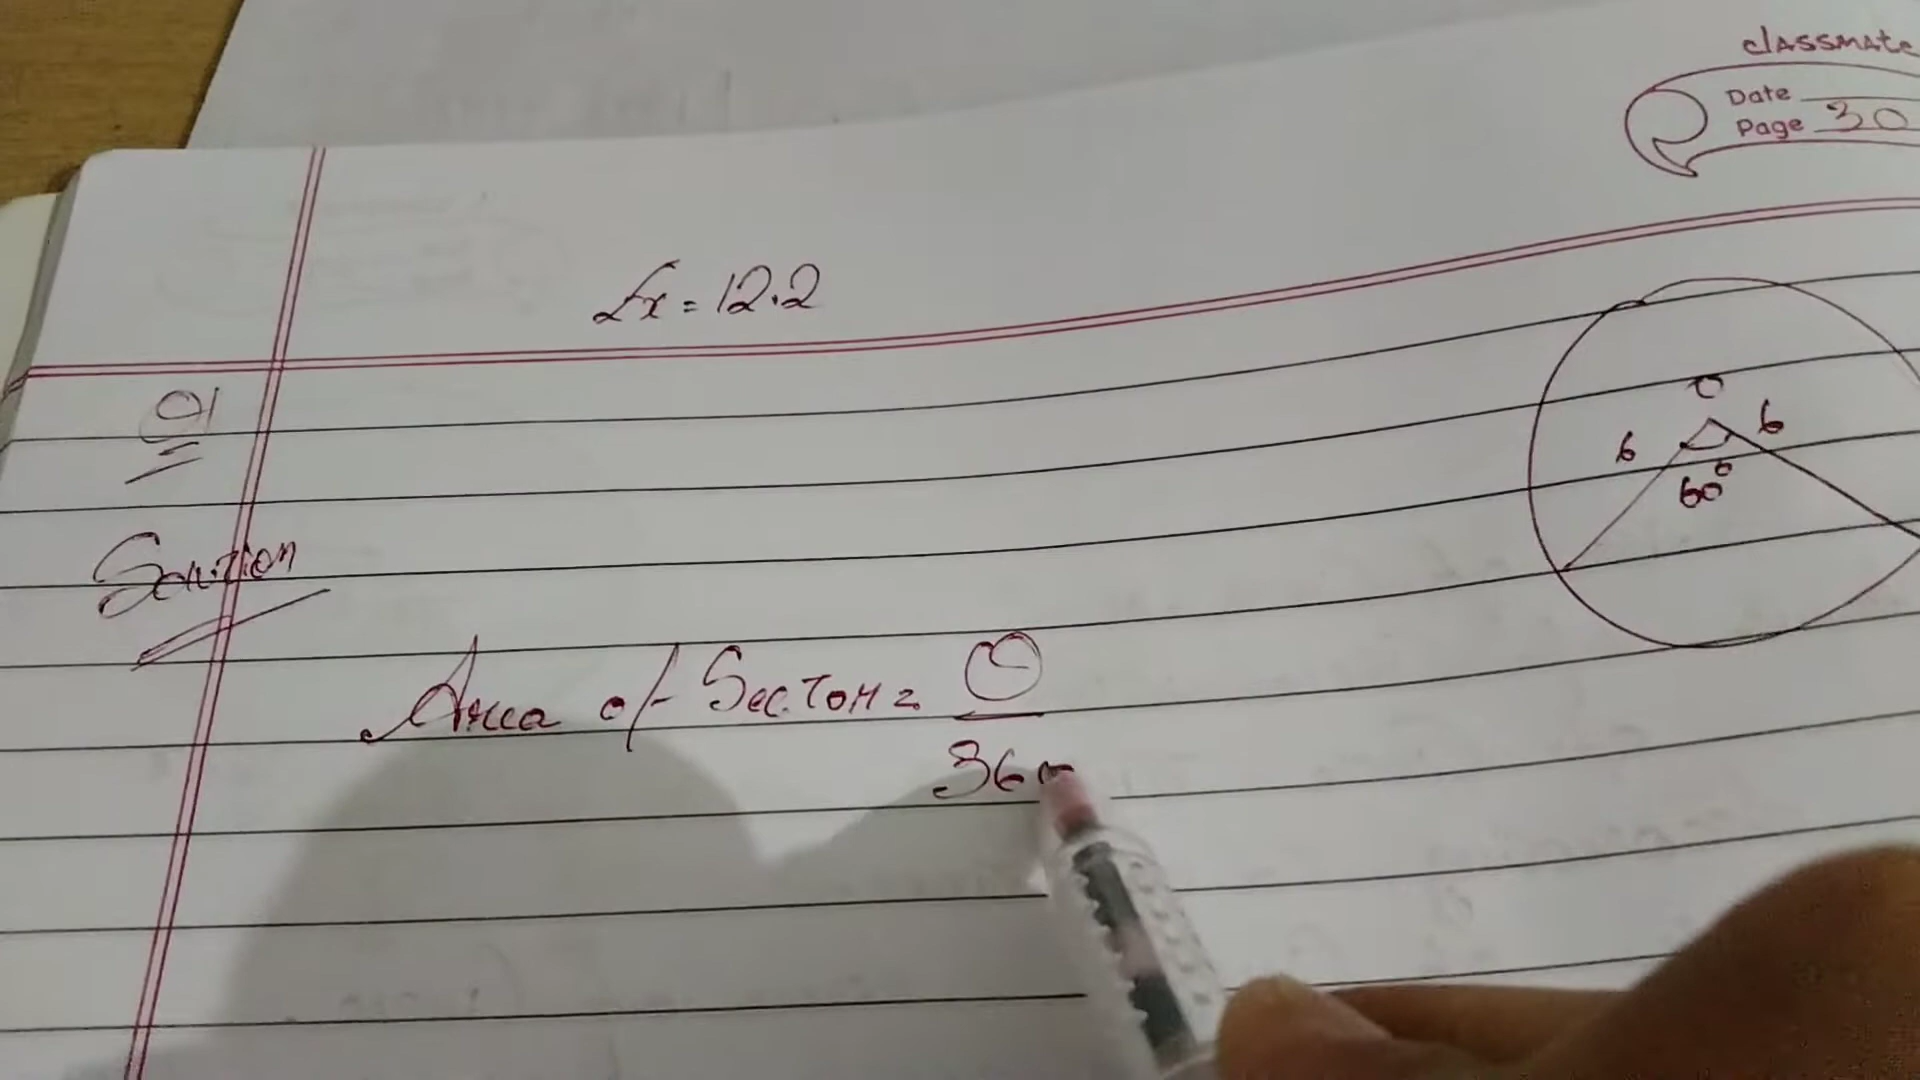 classmate
Date
Page 30
Ex = 12.2
Q1
O
6 6
60°
Solution
Area of Sector = θ
360